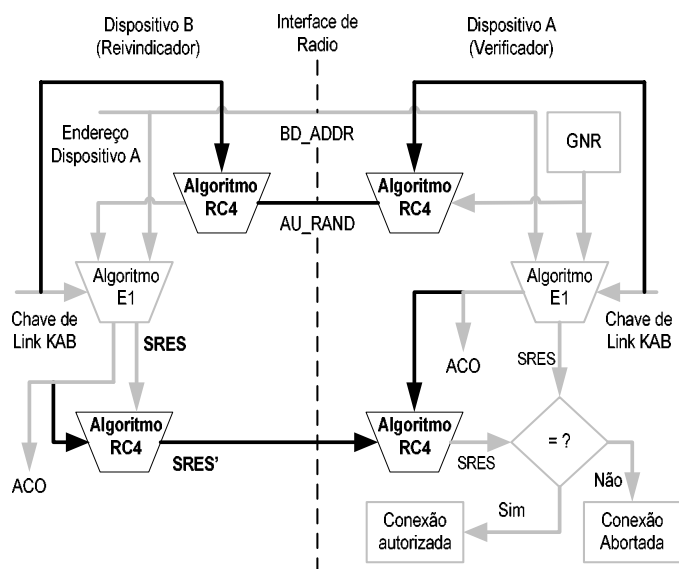 Dispositivo B
(Reivindicador)
Interface de
Radio
Dispositivo A
(Verificador)
Endereço
Dispositivo A
BD_ADDR
GNR
Algoritmo
RC4
Algoritmo
RC4
AU_RAND
Algoritmo
E1
Algoritmo
E1
Chave de
Link KAB
Chave de
Link KAB
SRES
ACO
SRES
Algoritmo
RC4
Algoritmo
RC4
= ?
ACO
SRES'
SRES
Não
Sim
Conexão
autorizada
Conexão
Abortada